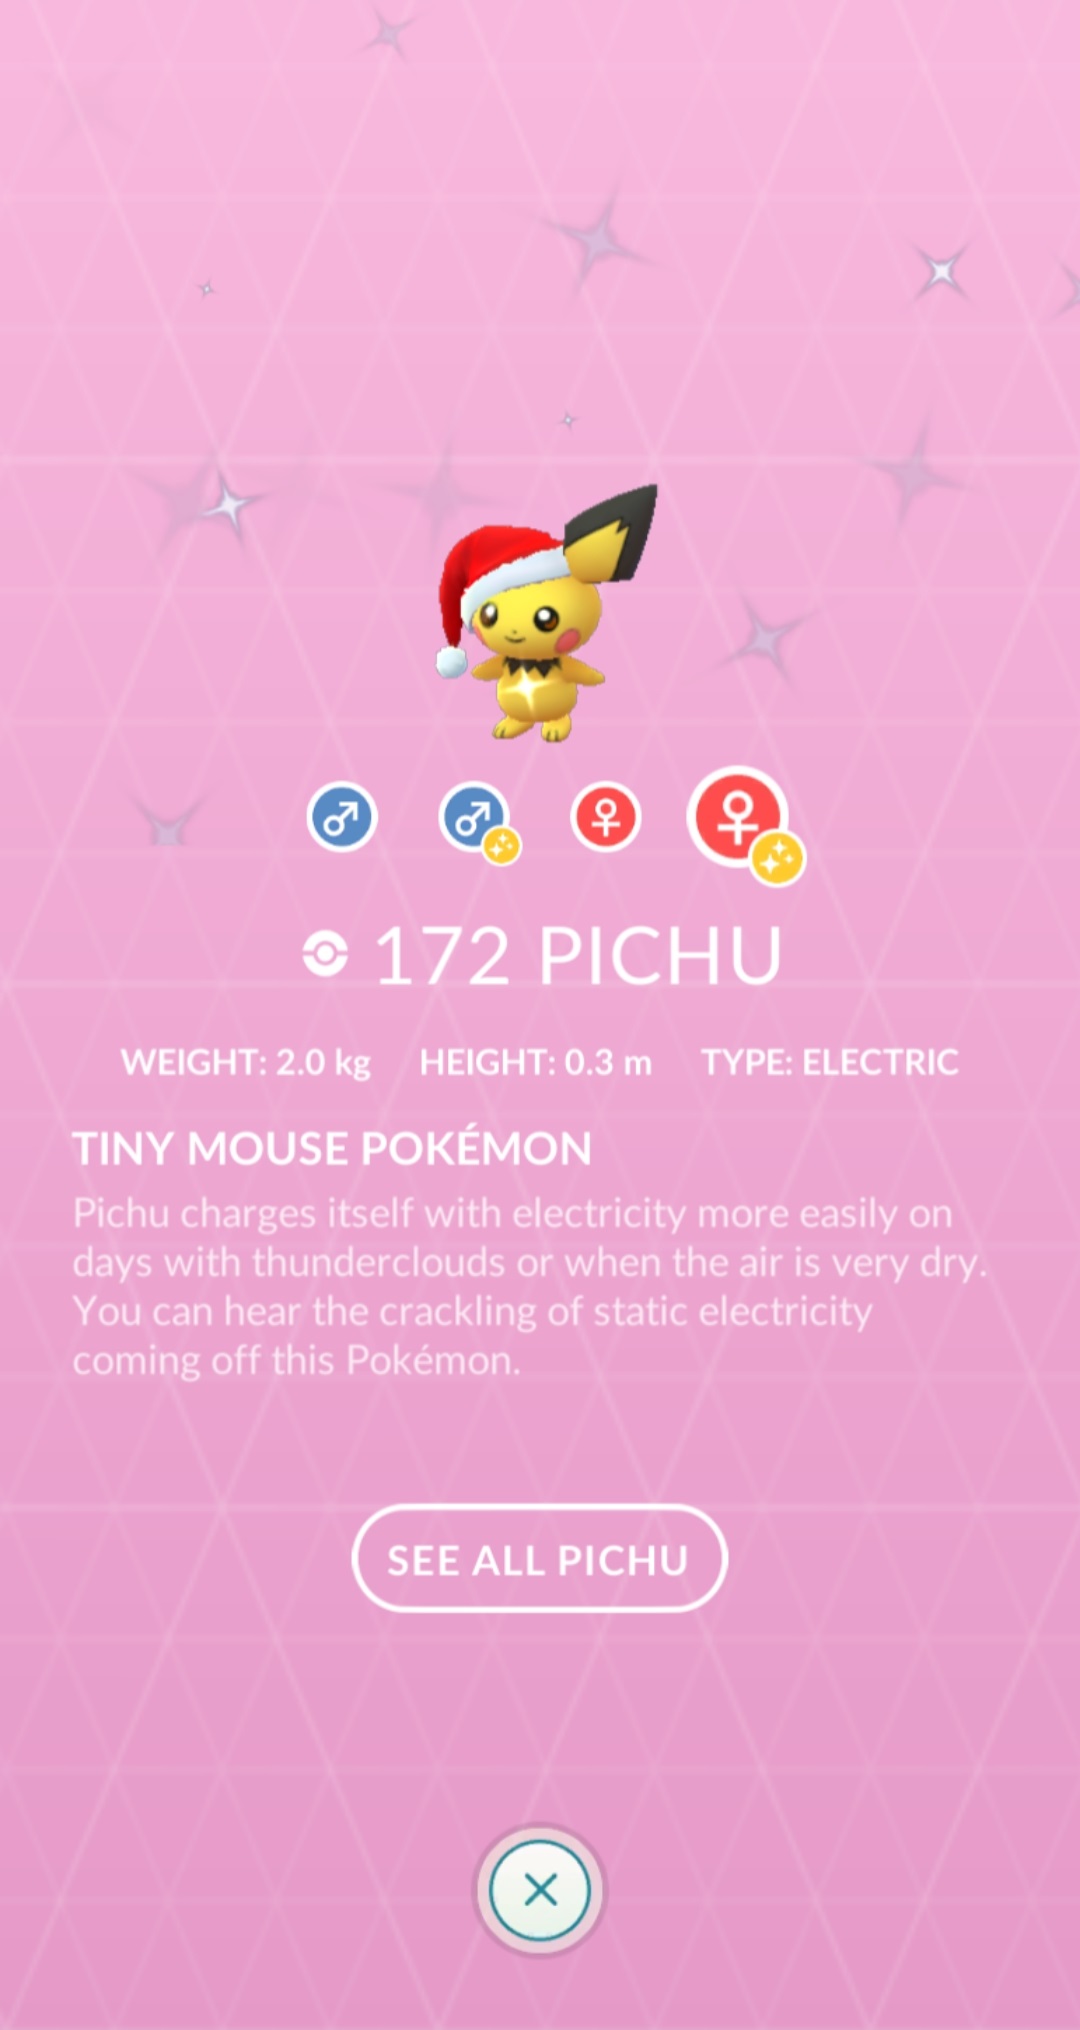 172 PICHU
WEIGHT: 2.0 kg HEIGHT: 0.3 m TYPE: ELECTRIC
TINY MOUSE POKÉMON
Pichu charges itself with electricity more easily on
days with thunderclouds or when the air is very dry.
You can hear the crackling of static electricity
coming off this Pokémon.
SEE ALL PICHU